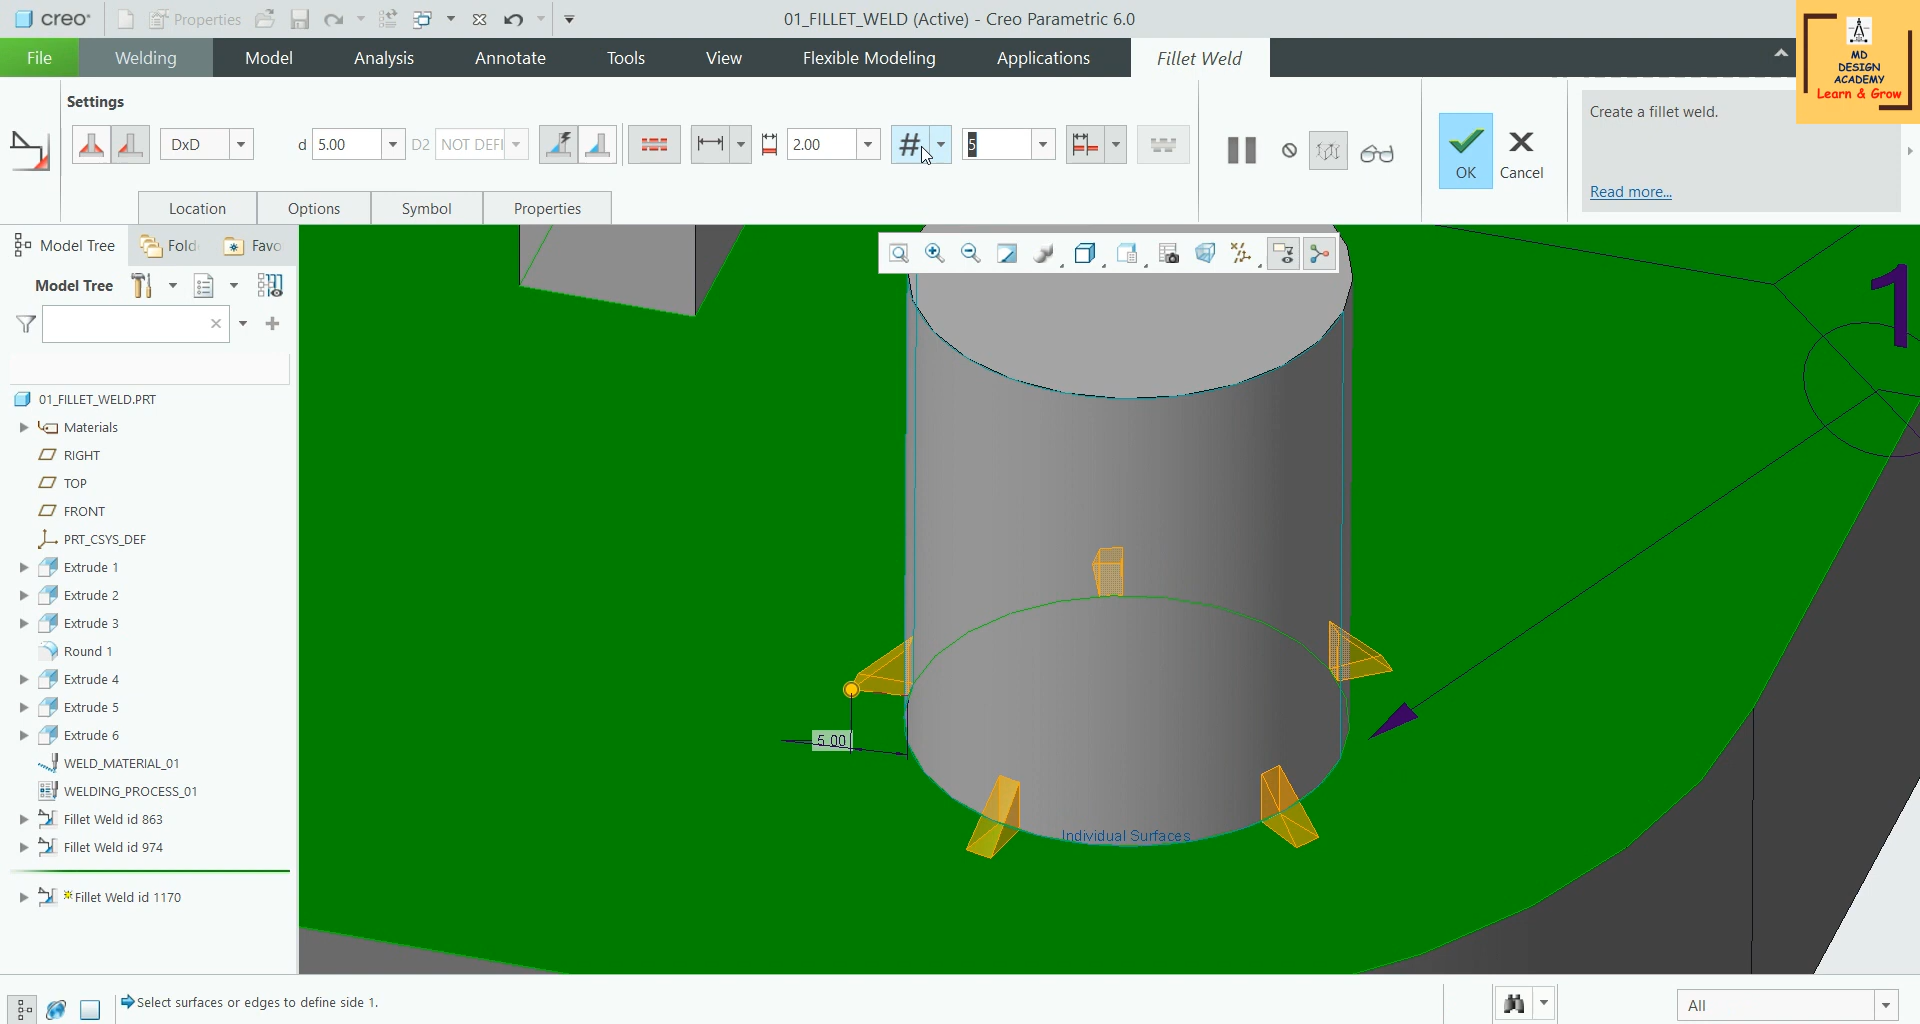 creo
Properties
01_FILLET_WELD (Active) - Creo Parametric 6.0
MD
DESIGN
ACADEMY
Learn & Grow
File
Welding
Model
Analysis
Annotate
Tools
View
Flexible Modeling
Applications
Fillet Weld
Settings
DxD
d
5.00
D2
NOT DEFI
2.00
#
5
OK
Cancel
Create a fillet weld.
Read more...
Location
Options
Symbol
Properties
Model Tree
Fold
Favo
Model Tree
01_FILLET_WELD.PRT
Materials
RIGHT
TOP
FRONT
PRT_CSYS_DEF
Extrude 1
Extrude 2
Extrude 3
Round 1
Extrude 4
Extrude 5
Extrude 6
WELD_MATERIAL_01
WELDING_PROCESS_01
Fillet Weld id 863
Fillet Weld id 974
Fillet Weld id 1170
1
5.00
Individual Surfaces
Select surfaces or edges to define side 1.
All